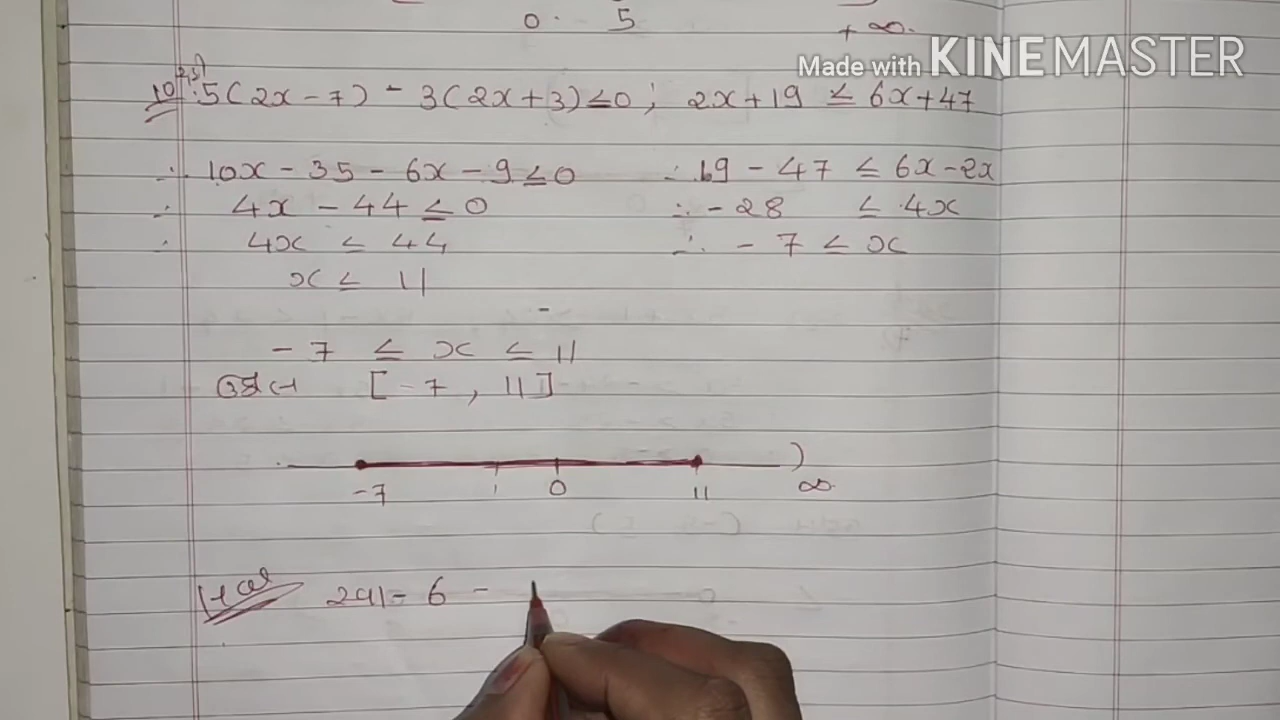 0 5 + ∞
Made with KINEMASTER
10 5(2x-7) - 3(2x+3) ≤ 0 ; 2x+19 ≤ 6x+47
∴ 10x - 35 - 6x - 9 ≤ 0 ∴ 19 - 47 ≤ 6x-2x
∴ 4x - 44 ≤ 0 ∴ -28 ≤ 4x
∴ 4x ≤ 44 ∴ - 7 ≤ x
x ≤ 11
- 7 ≤ x ≤ 11
[-7 , 11]
-7 0 11 ∞
6 -